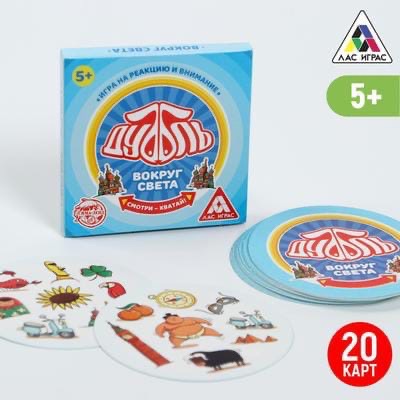 ЛАС ИГРАС
5+
• ВОКРУГ СВЕТА •
5+
• ИГРА НА РЕАКЦИЮ И ВНИМАНИЕ •
ДУББЛЬ
ВОКРУГ
СВЕТА
СМОТРИ – ХВАТАЙ!
ЛАС ИГРАС
ДУББЛЬ
ВОКРУГ
СВЕТА
20
КАРТ